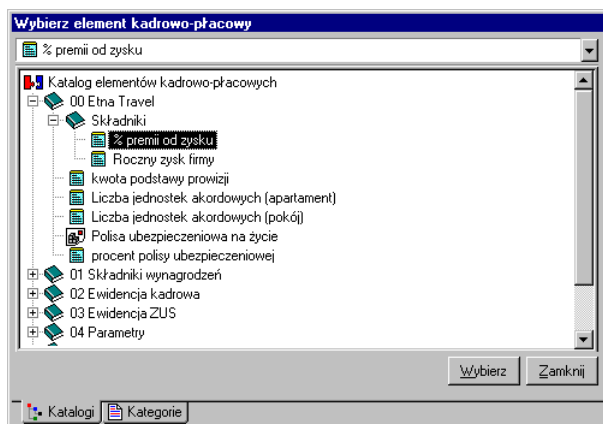 Wybierz element kadrowo-płacowy
% premii od zysku
Katalog elementów kadrowo-płacowych
00 Etna Travel
Składniki
% premii od zysku
Roczny zysk firmy
kwota podstawy prowizji
Liczba jednostek akordowych (apartament)
Liczba jednostek akordowych (pokój)
Polisa ubezpieczeniowa na życie
procent polisy ubezpieczeniowej
01 Składniki wynagrodzeń
02 Ewidencja kadrowa
03 Ewidencja ZUS
04 Parametry
Wybierz Zamknij
Katalogi Kategorie